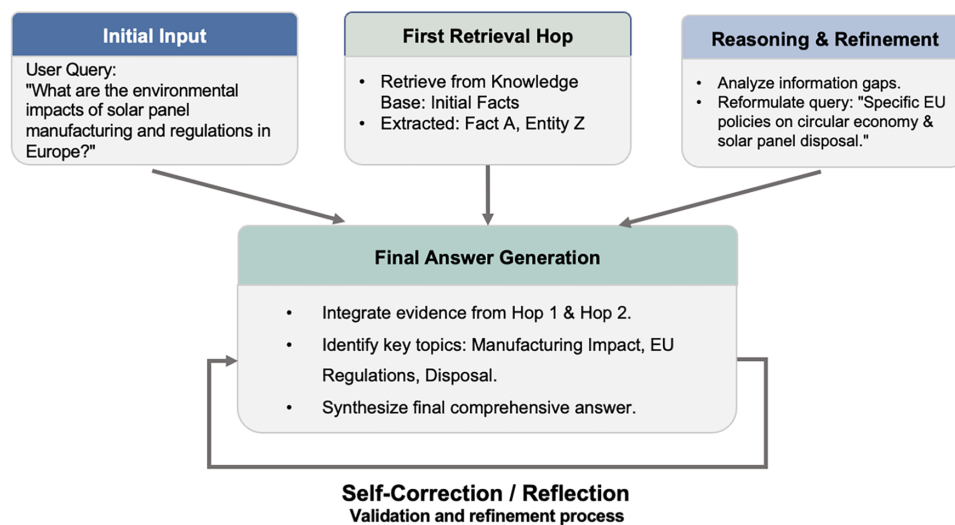 Initial Input
User Query:
"What are the environmental
impacts of solar panel
manufacturing and regulations in
Europe?"
First Retrieval Hop
• Retrieve from Knowledge
Base: Initial Facts
• Extracted: Fact A, Entity Z
Reasoning & Refinement
• Analyze information gaps.
• Reformulate query: "Specific EU
policies on circular economy &
solar panel disposal."
Final Answer Generation
• Integrate evidence from Hop 1 & Hop 2.
• Identify key topics: Manufacturing Impact, EU
Regulations, Disposal.
• Synthesize final comprehensive answer.
Self-Correction / Reflection
Validation and refinement process